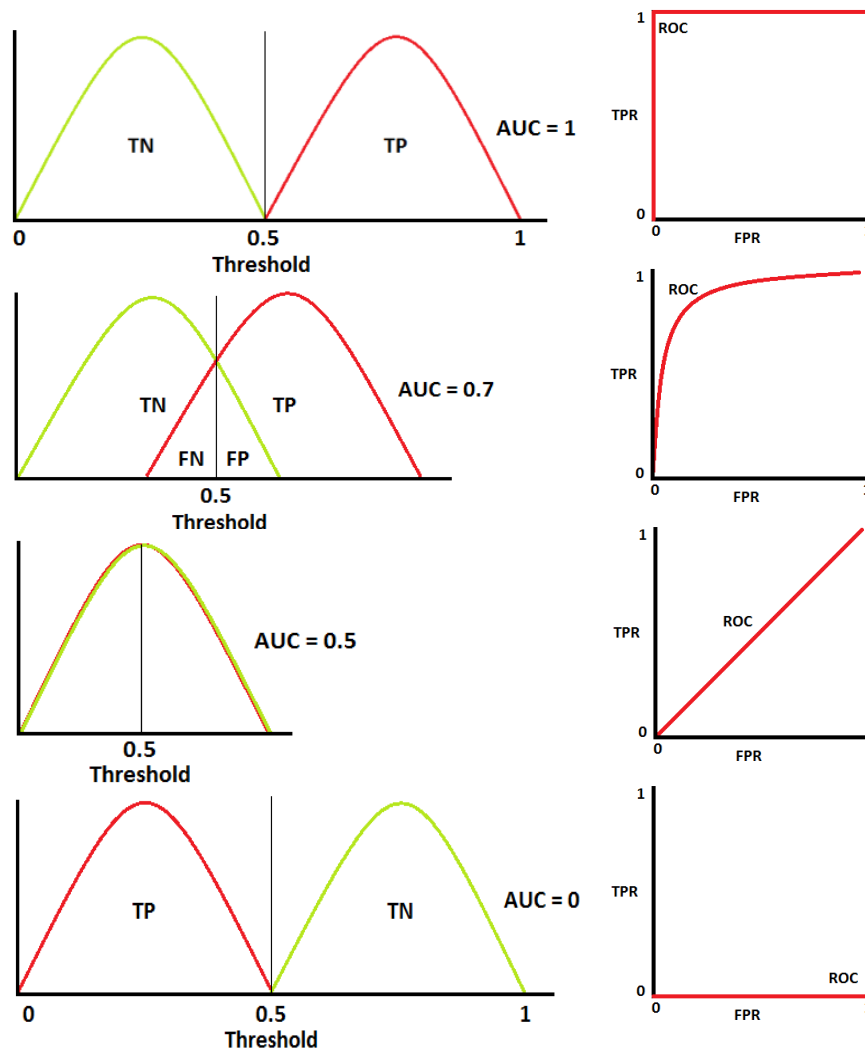 TN
TP
AUC = 1
0
0.5
1
Threshold
1
ROC
TPR
0
0
FPR
TN
TP
AUC = 0.7
FN
FP
0.5
Threshold
1
ROC
TPR
0
0
FPR
AUC = 0.5
0.5
Threshold
1
ROC
TPR
0
0
FPR
TP
TN
AUC = 0
0
0.5
1
Threshold
1
TPR
ROC
0
0
FPR